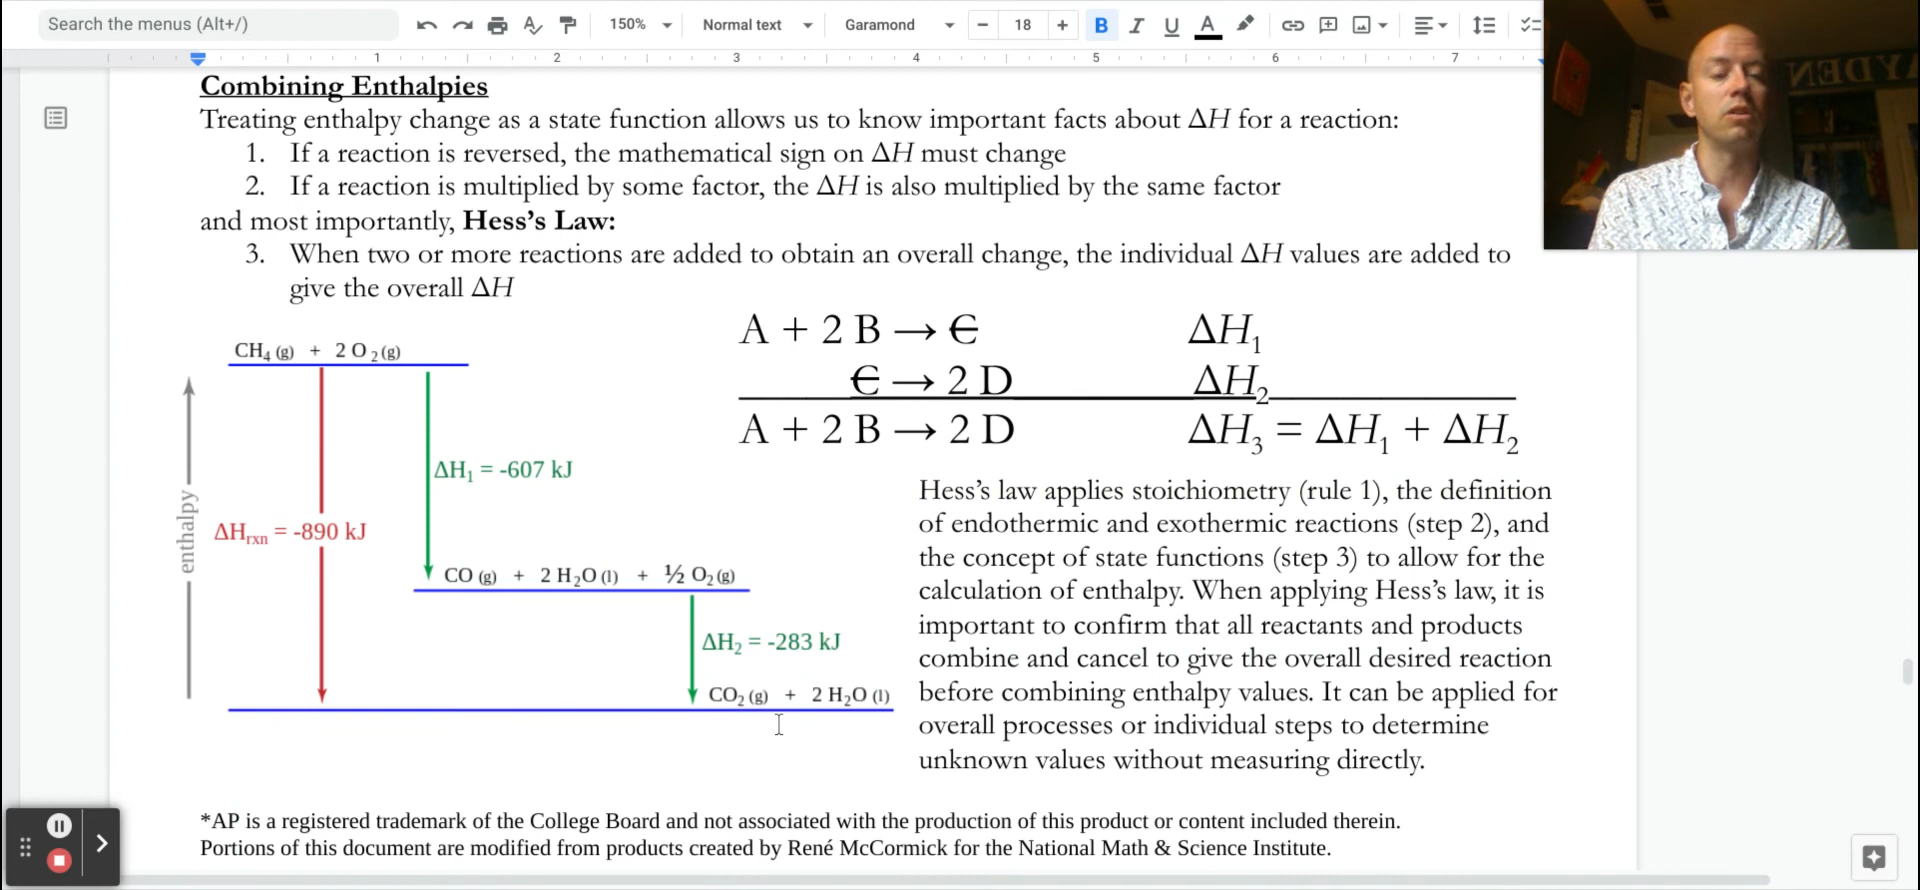 Search the menus (Alt+/)
150%
Normal text
Garamond
− 18 +
B I U A
1 2 3 4 5 6 7
Combining Enthalpies
Treating enthalpy change as a state function allows us to know important facts about ΔH for a reaction:
1. If a reaction is reversed, the mathematical sign on ΔH must change
2. If a reaction is multiplied by some factor, the ΔH is also multiplied by the same factor
and most importantly, Hess’s Law:
3. When two or more reactions are added to obtain an overall change, the individual ΔH values are added to
give the overall ΔH
A + 2 B → C ΔH₁
C → 2 D ΔH₂
A + 2 B → 2 D ΔH₃ = ΔH₁ + ΔH₂
CH₄ (g) + 2 O₂ (g)
enthalpy
ΔH₁ = -607 kJ
ΔHrxn = -890 kJ
CO (g) + 2 H₂O (l) + ½ O₂ (g)
ΔH₂ = -283 kJ
CO₂ (g) + 2 H₂O (l)
Hess’s law applies stoichiometry (rule 1), the definition
of endothermic and exothermic reactions (step 2), and
the concept of state functions (step 3) to allow for the
calculation of enthalpy. When applying Hess’s law, it is
important to confirm that all reactants and products
combine and cancel to give the overall desired reaction
before combining enthalpy values. It can be applied for
overall processes or individual steps to determine
unknown values without measuring directly.
*AP is a registered trademark of the College Board and not associated with the production of this product or content included therein.
Portions of this document are modified from products created by René McCormick for the National Math & Science Institute.